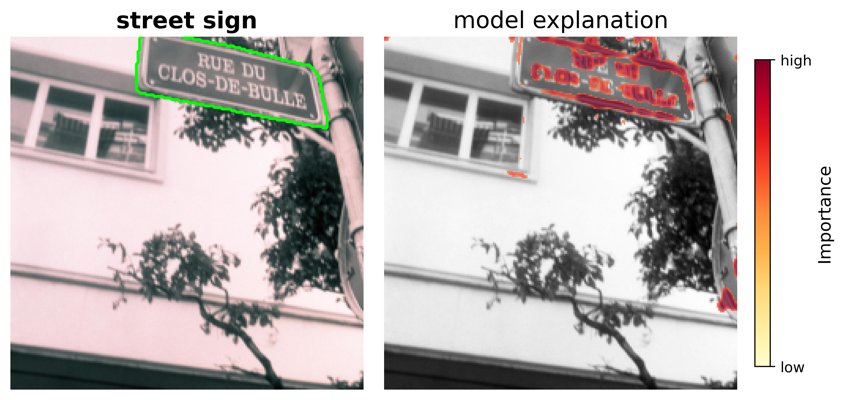 street sign
model explanation
RUE DU
CLOS-DE-BULLE
high
Importance
low